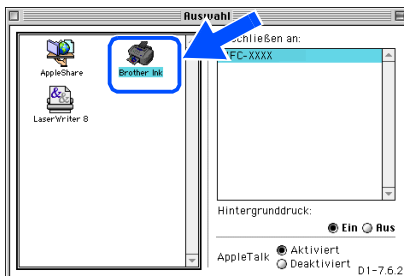 Auswahl
schließen an:
AppleShare
Brother Ink
FC-XXXX
LaserWriter 8
Hintergrunddruck:
Ein Aus
AppleTalk
Aktiviert
Deaktiviert
D1-7.6.2